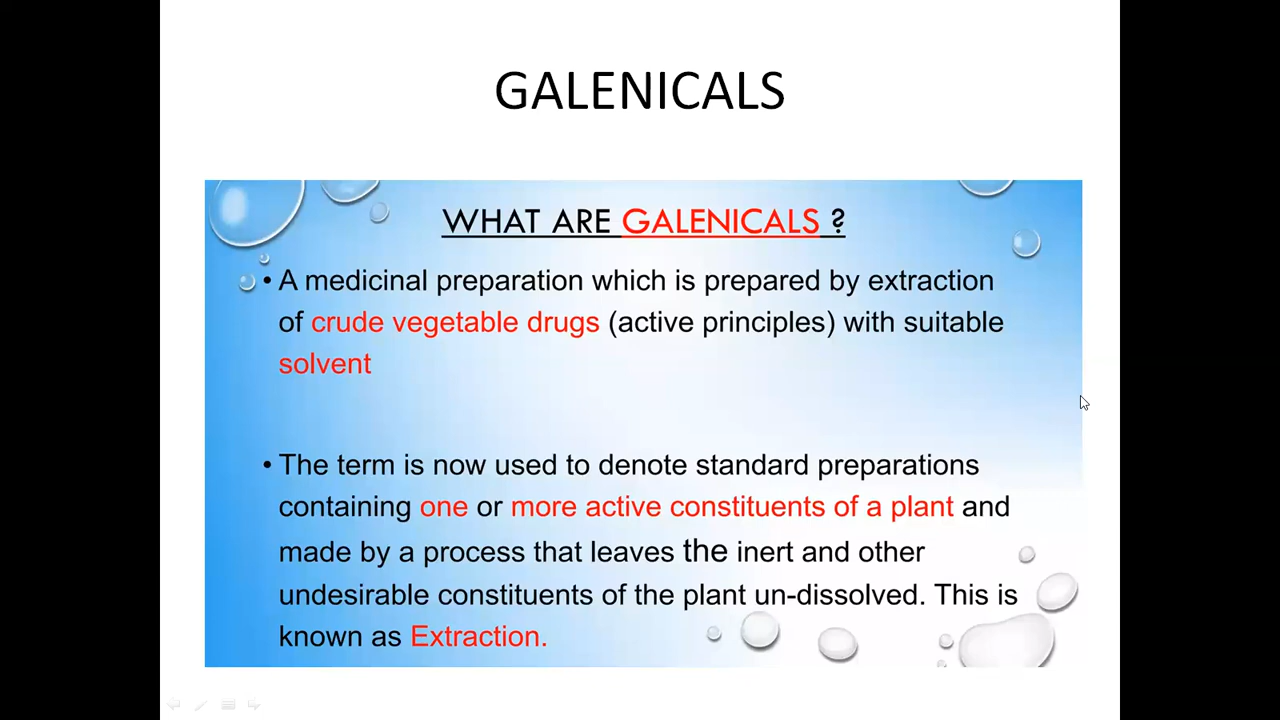 GALENICALS
WHAT ARE GALENICALS ?
• A medicinal preparation which is prepared by extraction
of crude vegetable drugs (active principles) with suitable
solvent
• The term is now used to denote standard preparations
containing one or more active constituents of a plant and
made by a process that leaves the inert and other
undesirable constituents of the plant un-dissolved. This is
known as Extraction.